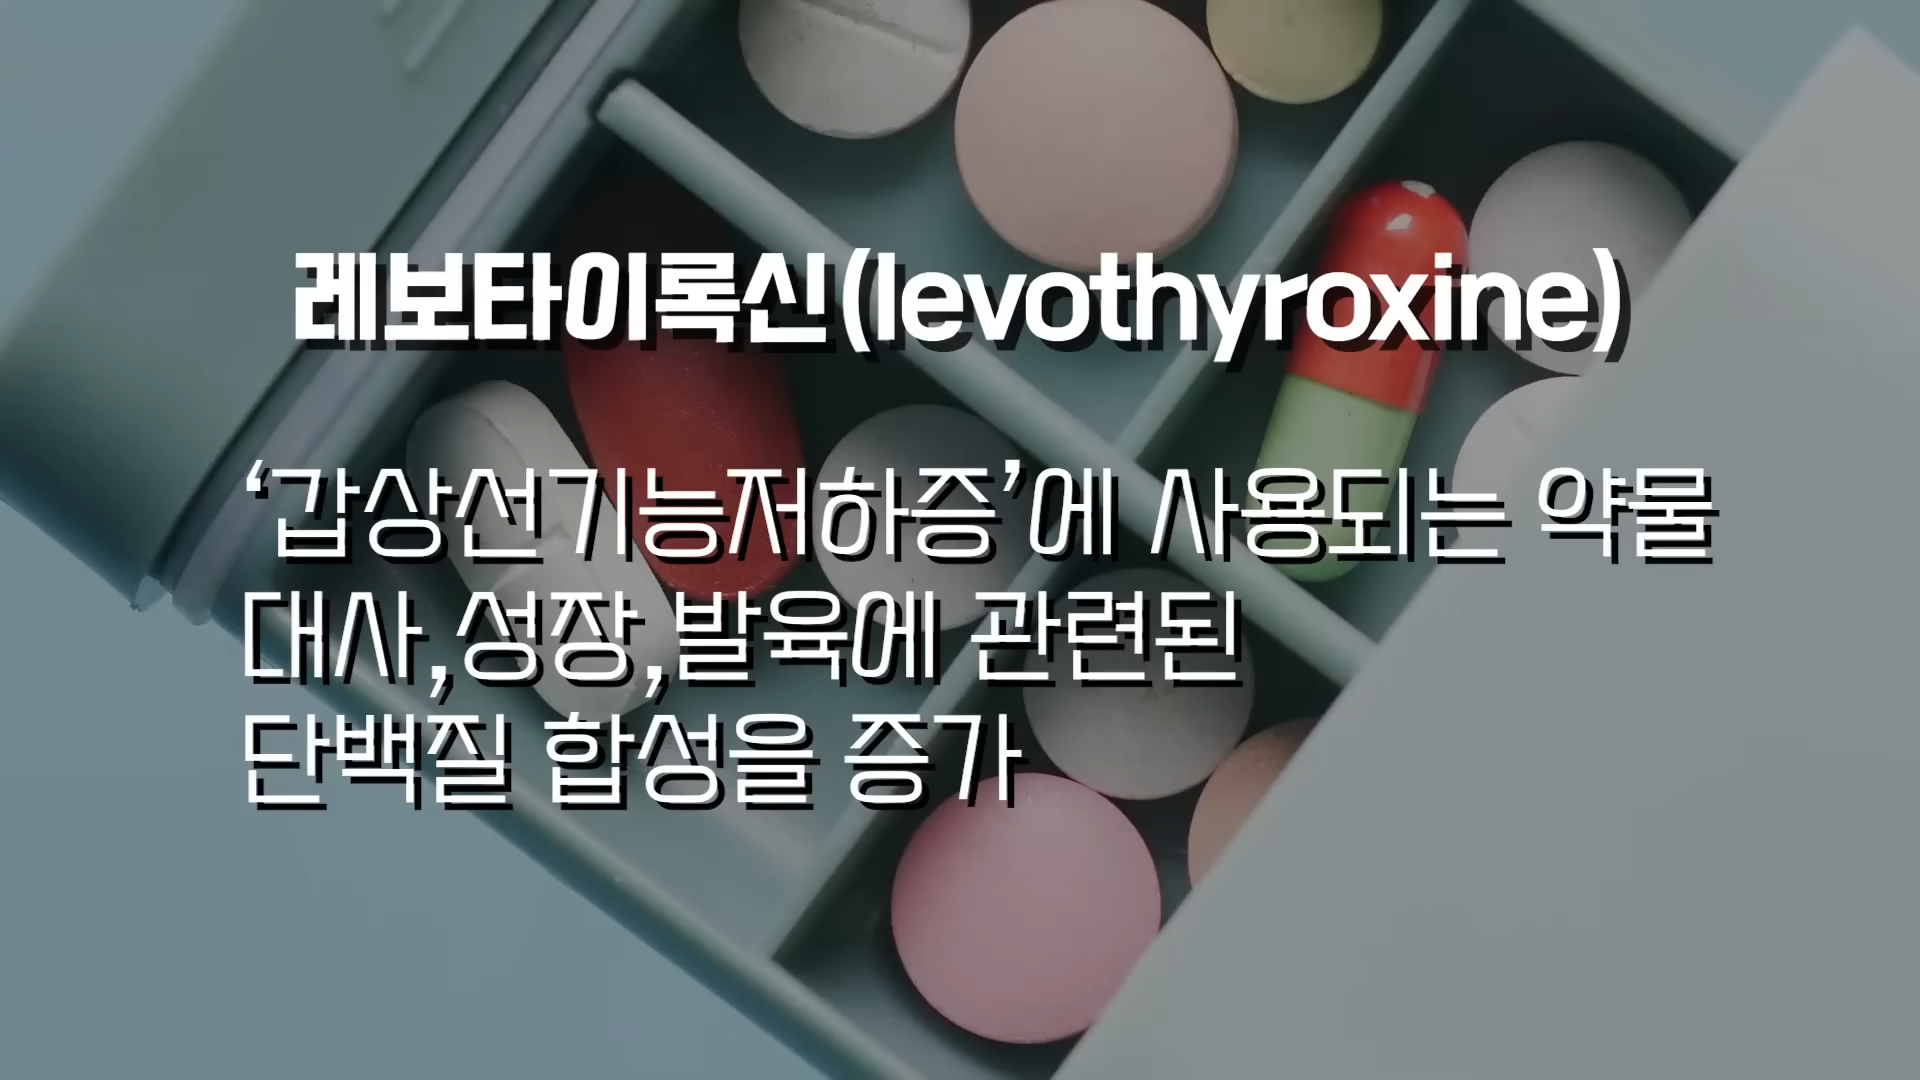 레보타이록신(levothyroxine)
‘갑상선기능저하증’에 사용되는 약물
대사,성장,발육에 관련된
단백질 합성을 증가